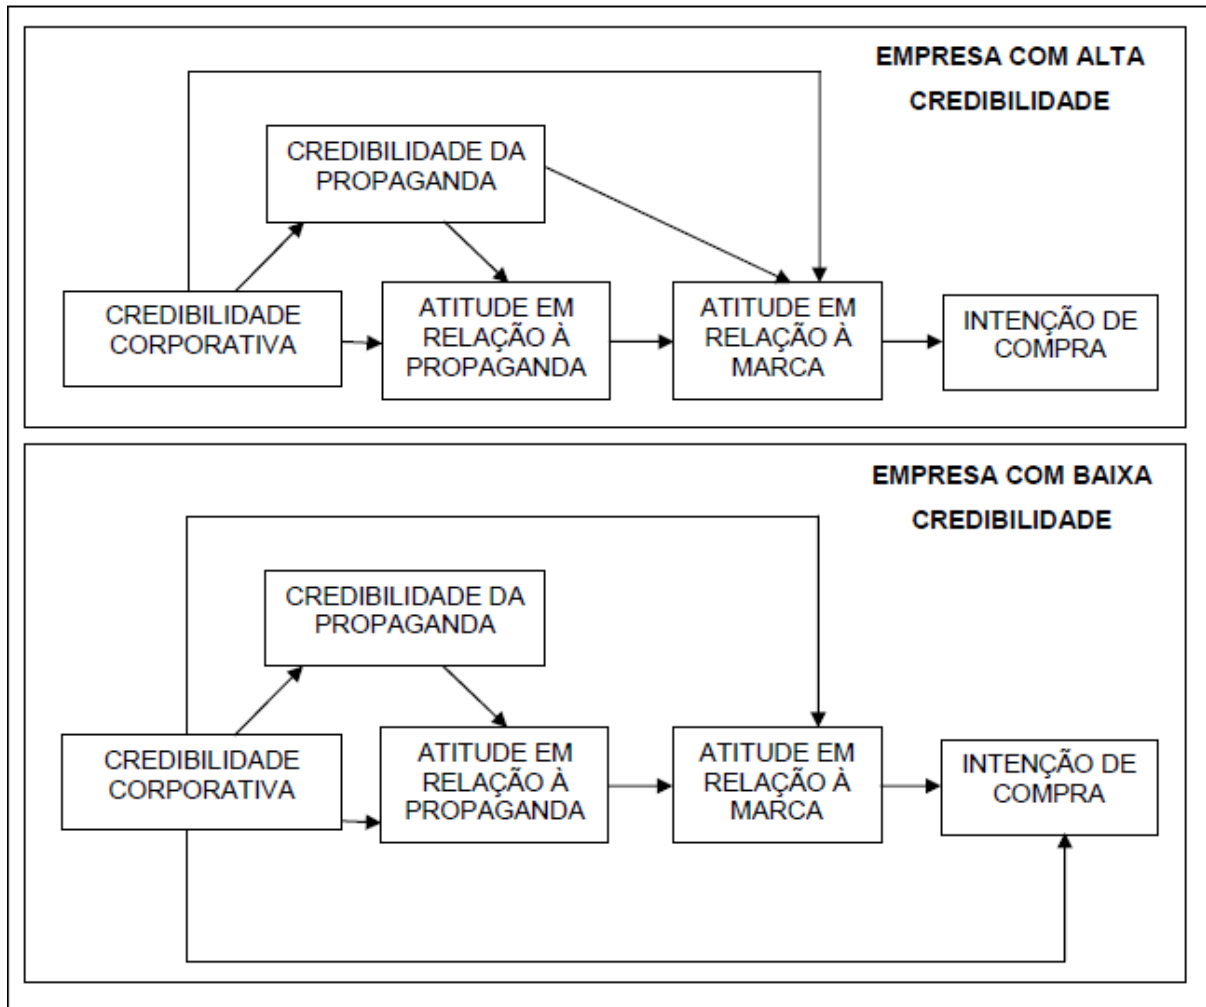 EMPRESA COM ALTA
CREDIBILIDADE
CREDIBILIDADE DA
PROPAGANDA
CREDIBILIDADE
CORPORATIVA
ATITUDE EM
RELAÇÃO À
PROPAGANDA
ATITUDE EM
RELAÇÃO À
MARCA
INTENÇÃO DE
COMPRA
EMPRESA COM BAIXA
CREDIBILIDADE
CREDIBILIDADE DA
PROPAGANDA
CREDIBILIDADE
CORPORATIVA
ATITUDE EM
RELAÇÃO À
PROPAGANDA
ATITUDE EM
RELAÇÃO À
MARCA
INTENÇÃO DE
COMPRA